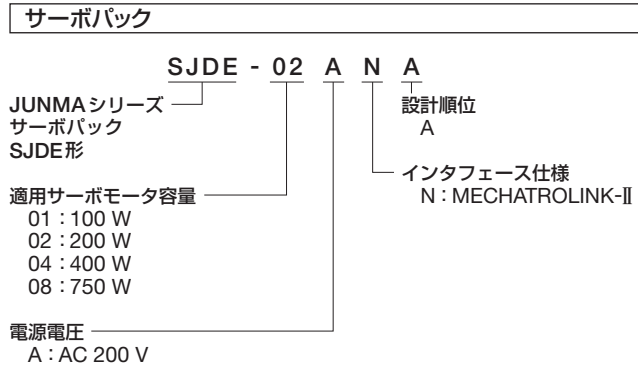 サーボパック
SJDE - 02 A N A
JUNMAシリーズ
サーボパック
SJDE形
設計順位
A
インタフェース仕様
N：MECHATROLINK-Ⅱ
適用サーボモータ容量
01：100 W
02：200 W
04：400 W
08：750 W
電源電圧
A：AC 200 V